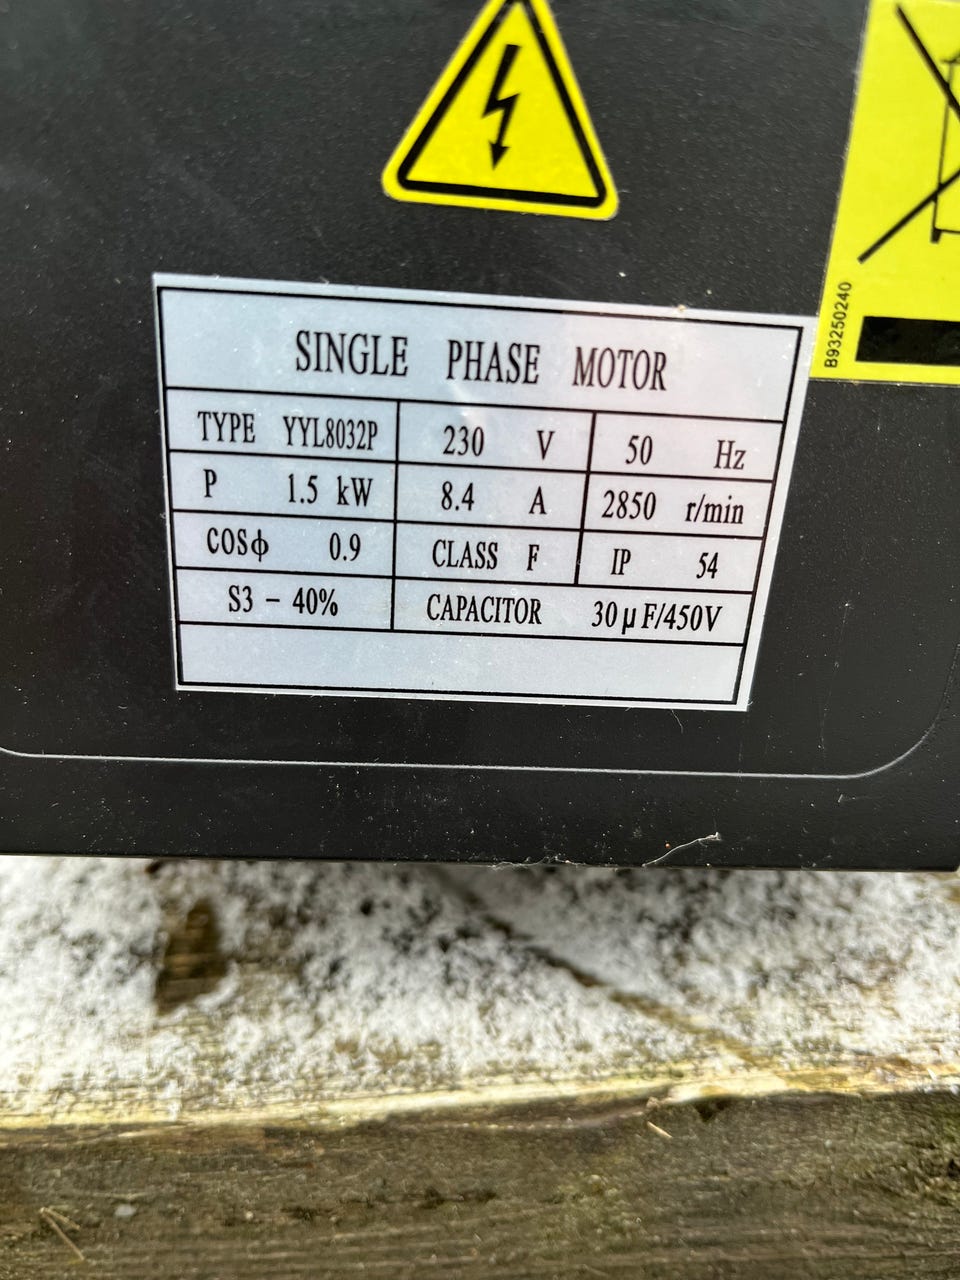 SINGLE PHASE MOTOR
TYPE YYL8032P 230 V 50 Hz
P 1.5 kW 8.4 A 2850 r/min
COSϕ 0.9 CLASS F IP 54
S3 - 40% CAPACITOR 30μF/450V
B93250240